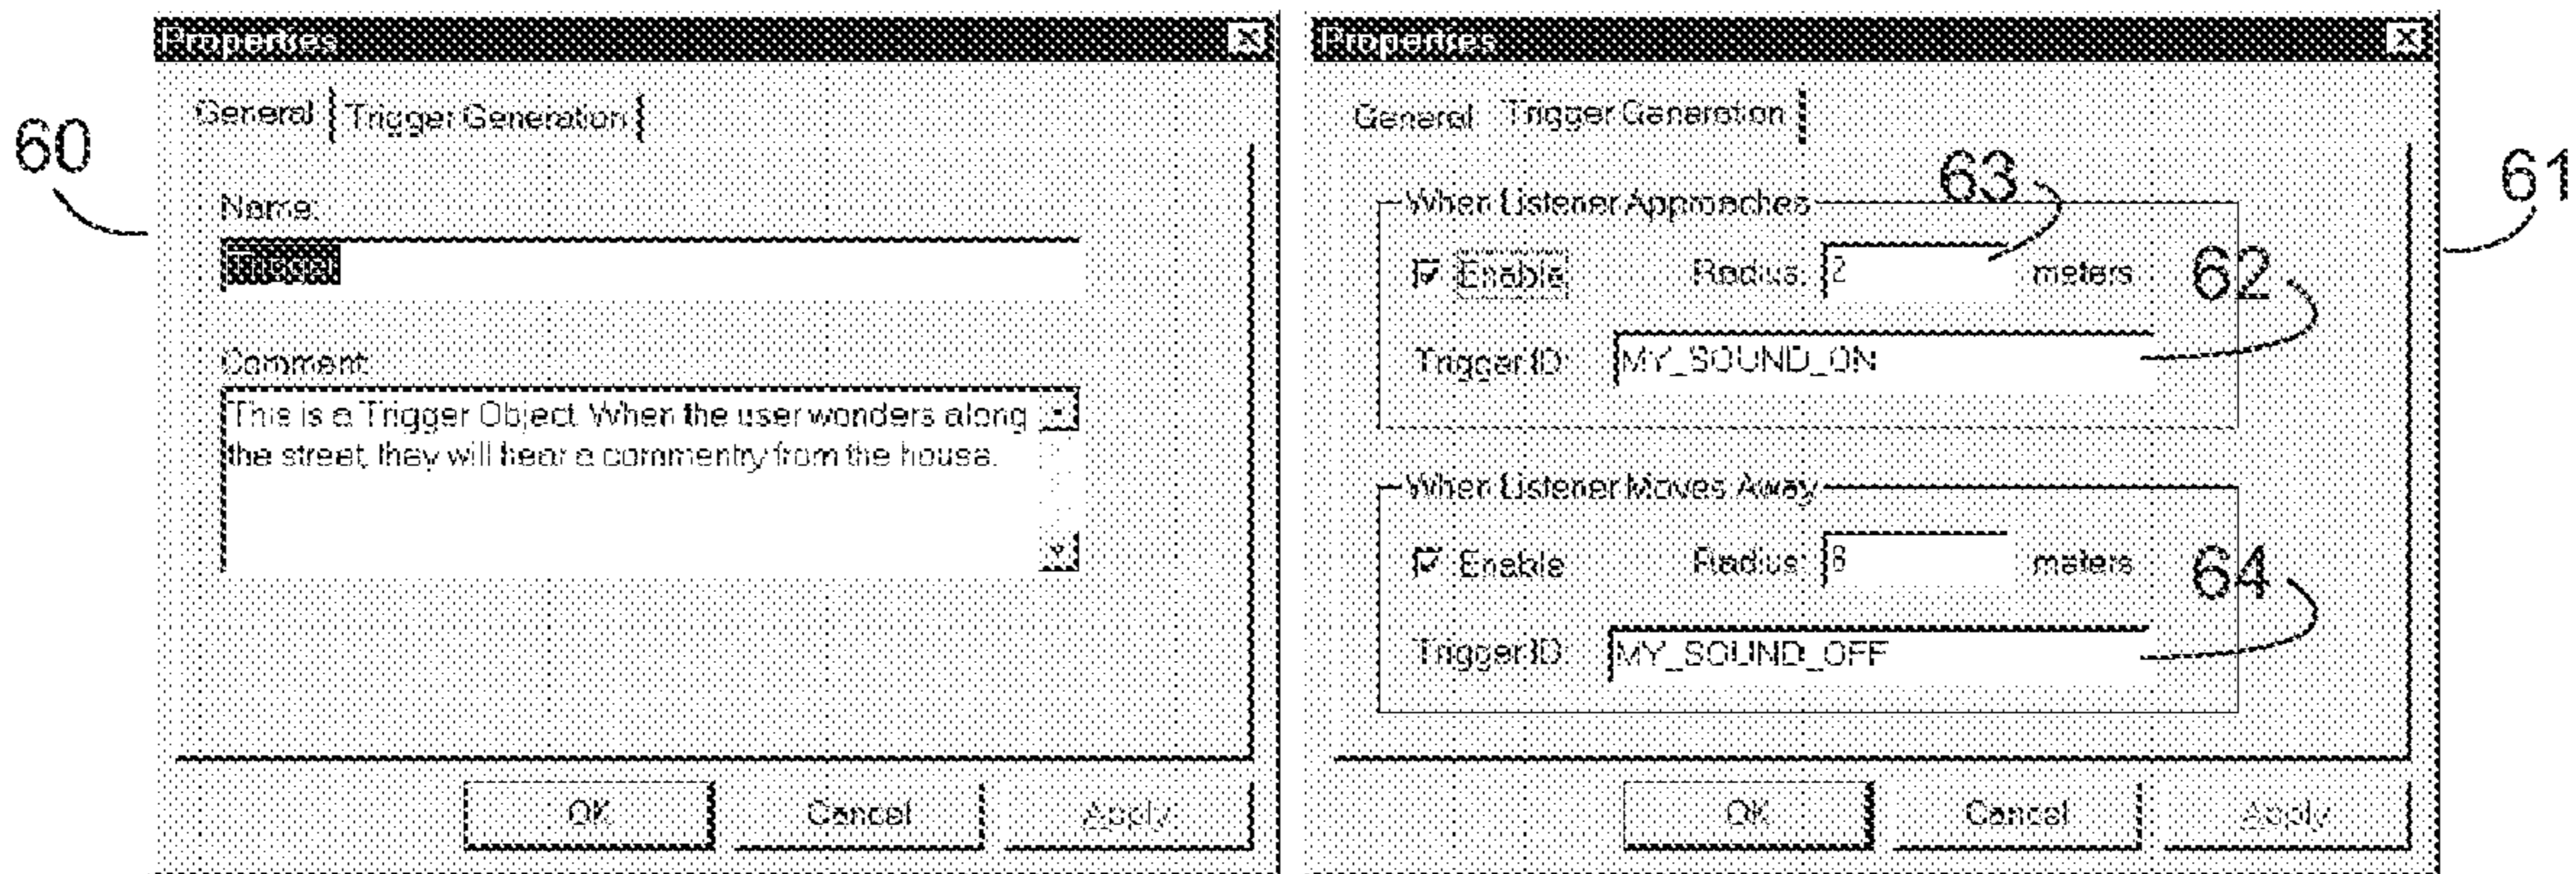 Properties
General Trigger Generation
60
Name:
Trigger
Comment:
This is a Trigger Object. When the user wonders along
the street, they will hear a commentry from the house.
OK Cancel Apply
Properties
General Trigger Generation
61
When Listener Approaches
63
Enable Radius: 2 meters
62
Trigger ID: MY_SOUND_ON
When Listener Moves Away
Enable Radius: 8 meters
64
Trigger ID: MY_SOUND_OFF
OK Cancel Apply